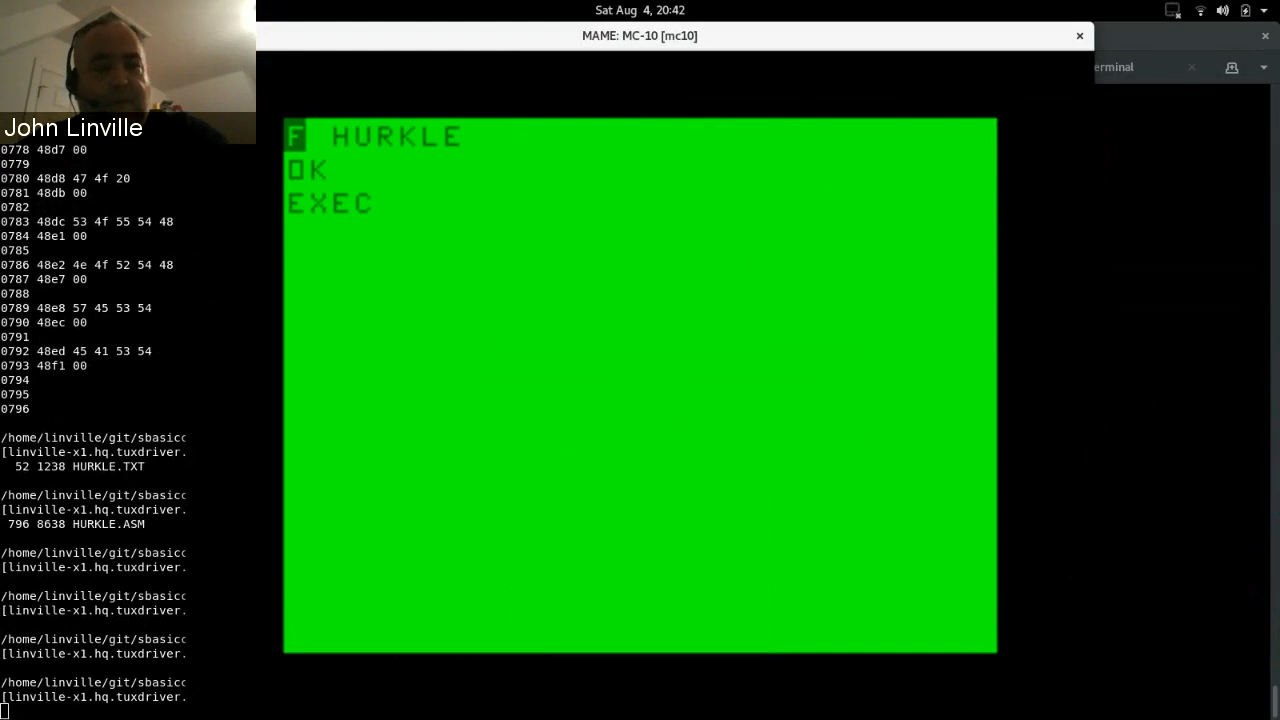 Sat Aug 4, 20:42
MAME: MC-10 [mc10]
erminal
John Linville
F HURKLE
OK
EXEC
0778 48d7 00
0779
0780 48d8 47 4f 20
0781 48db 00
0782
0783 48dc 53 4f 55 54 48
0784 48e1 00
0785
0786 48e2 4e 4f 52 54 48
0787 48e7 00
0788
0789 48e8 57 45 53 54
0790 48ec 00
0791
0792 48ed 45 41 53 54
0793 48f1 00
0794
0795
0796
/home/linville/git/sbasicc
[linville-x1.hq.tuxdriver.
52 1238 HURKLE.TXT
/home/linville/git/sbasicc
[linville-x1.hq.tuxdriver.
796 8638 HURKLE.ASM
/home/linville/git/sbasicc
[linville-x1.hq.tuxdriver.
/home/linville/git/sbasicc
[linville-x1.hq.tuxdriver.
/home/linville/git/sbasicc
[linville-x1.hq.tuxdriver.
/home/linville/git/sbasicc
[linville-x1.hq.tuxdriver.